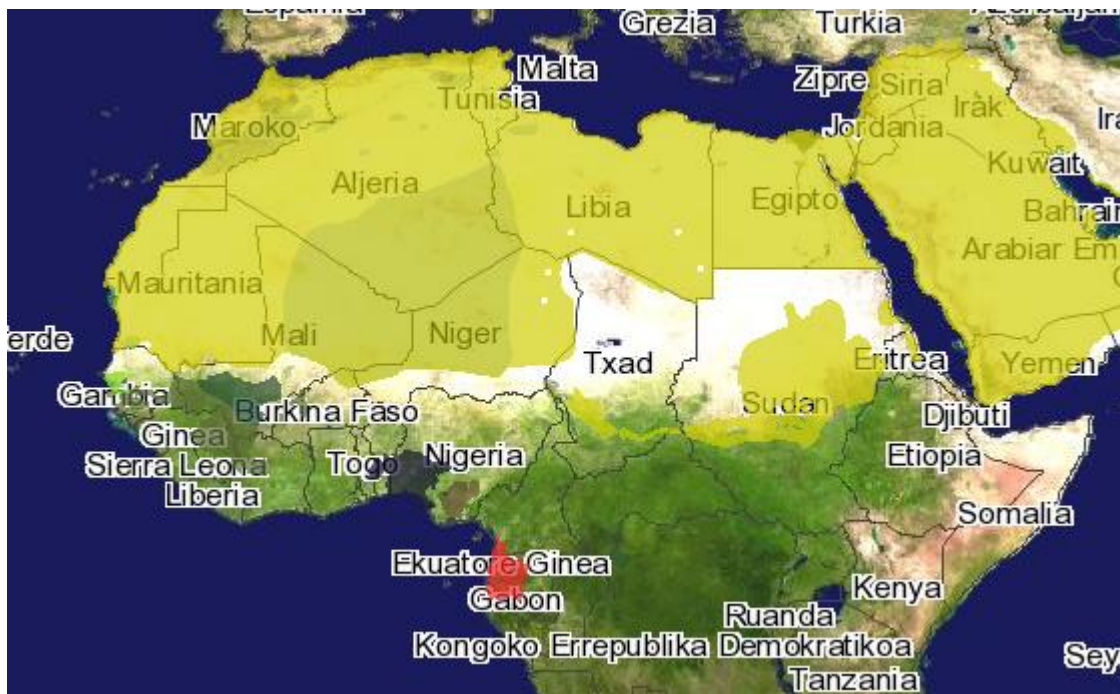 Grezia
Turkia
Malta
Zipre
Siria
Irak
Tunisia
Maroko
Jordania
Kuwait
Aljeria
Libia
Egipto
Bahrain
Arabiar Em
Mauritania
Mali
Niger
Txad
Eritrea
Yemen
Gambia
Burkina Faso
Sudan
Djibuti
Ginea
Sierra Leona
Togo
Nigeria
Etiopia
Liberia
Somalia
Ekuatore Ginea
Gabon
Kenya
Ruanda
Kongoko Errepublika Demokratikoa
Sey
Tanzania